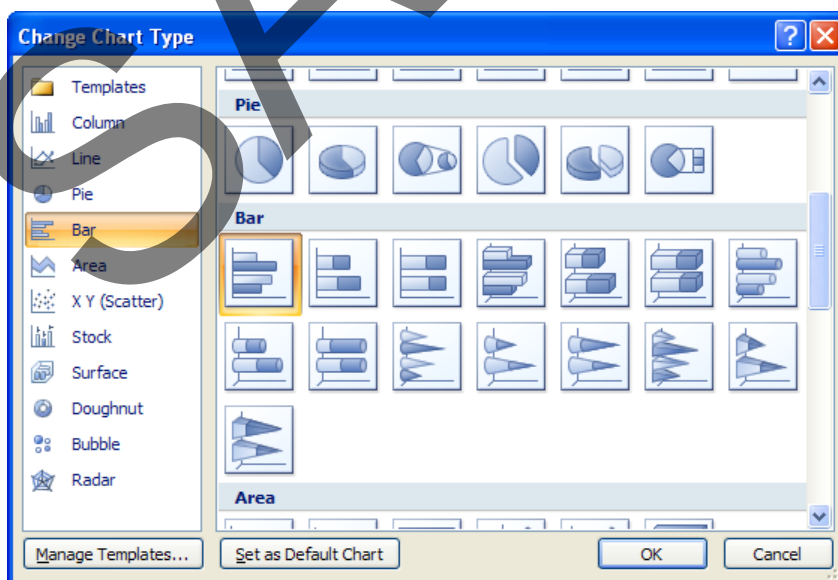 Change Chart Type
Templates
Column
Line
Pie
Bar
Area
X Y (Scatter)
Stock
Surface
Doughnut
Bubble
Radar
Pie
Bar
Area
Manage Templates...
Set as Default Chart
OK
Cancel